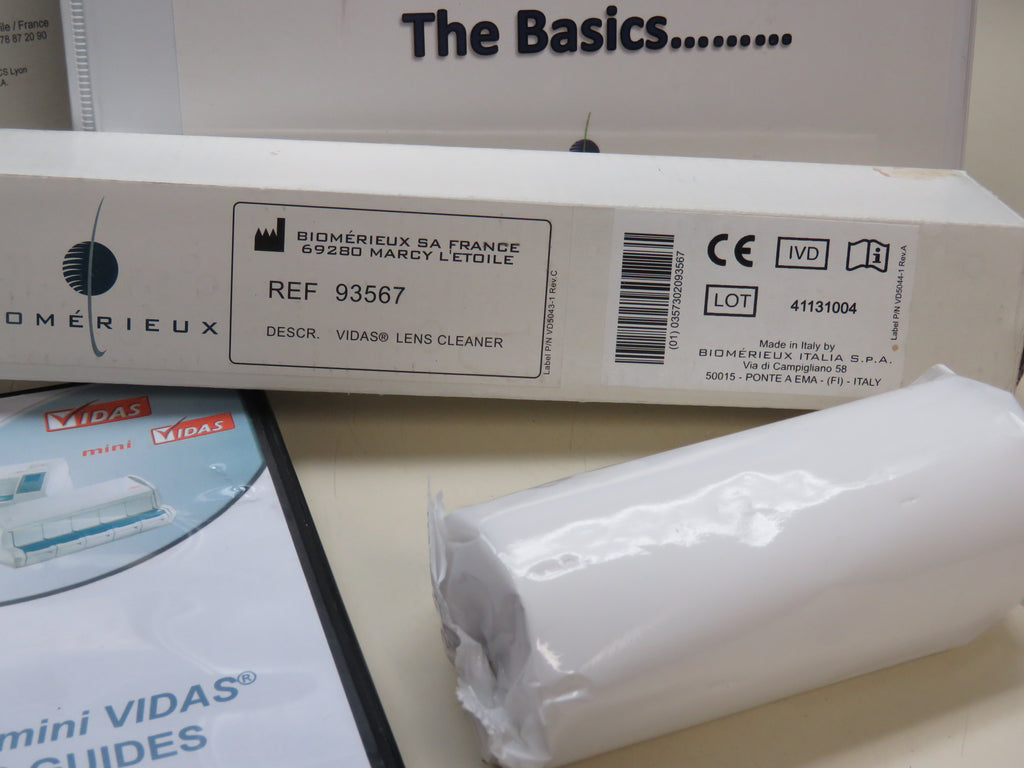 ile / France
78 87 20 90
CS Lyon
The Basics.........
BIOMÉRIEUX SA FRANCE
69280 MARCY L'ETOILE
REF 93567
DESCR. VIDAS® LENS CLEANER
Label P/N VD5043-1 Rev.C
OMÉRIEUX
(01) 0357302093567
CE IVD
LOT 41131004
Made in Italy by
BIOMÉRIEUX ITALIA S.P.A.
Via di Campigliano 58
50015 - PONTE A EMA - (FI) - ITALY
Label P/N VD5044-1 Rev.A
VIDAS
mini VIDAS
mini VIDAS®
GUIDES